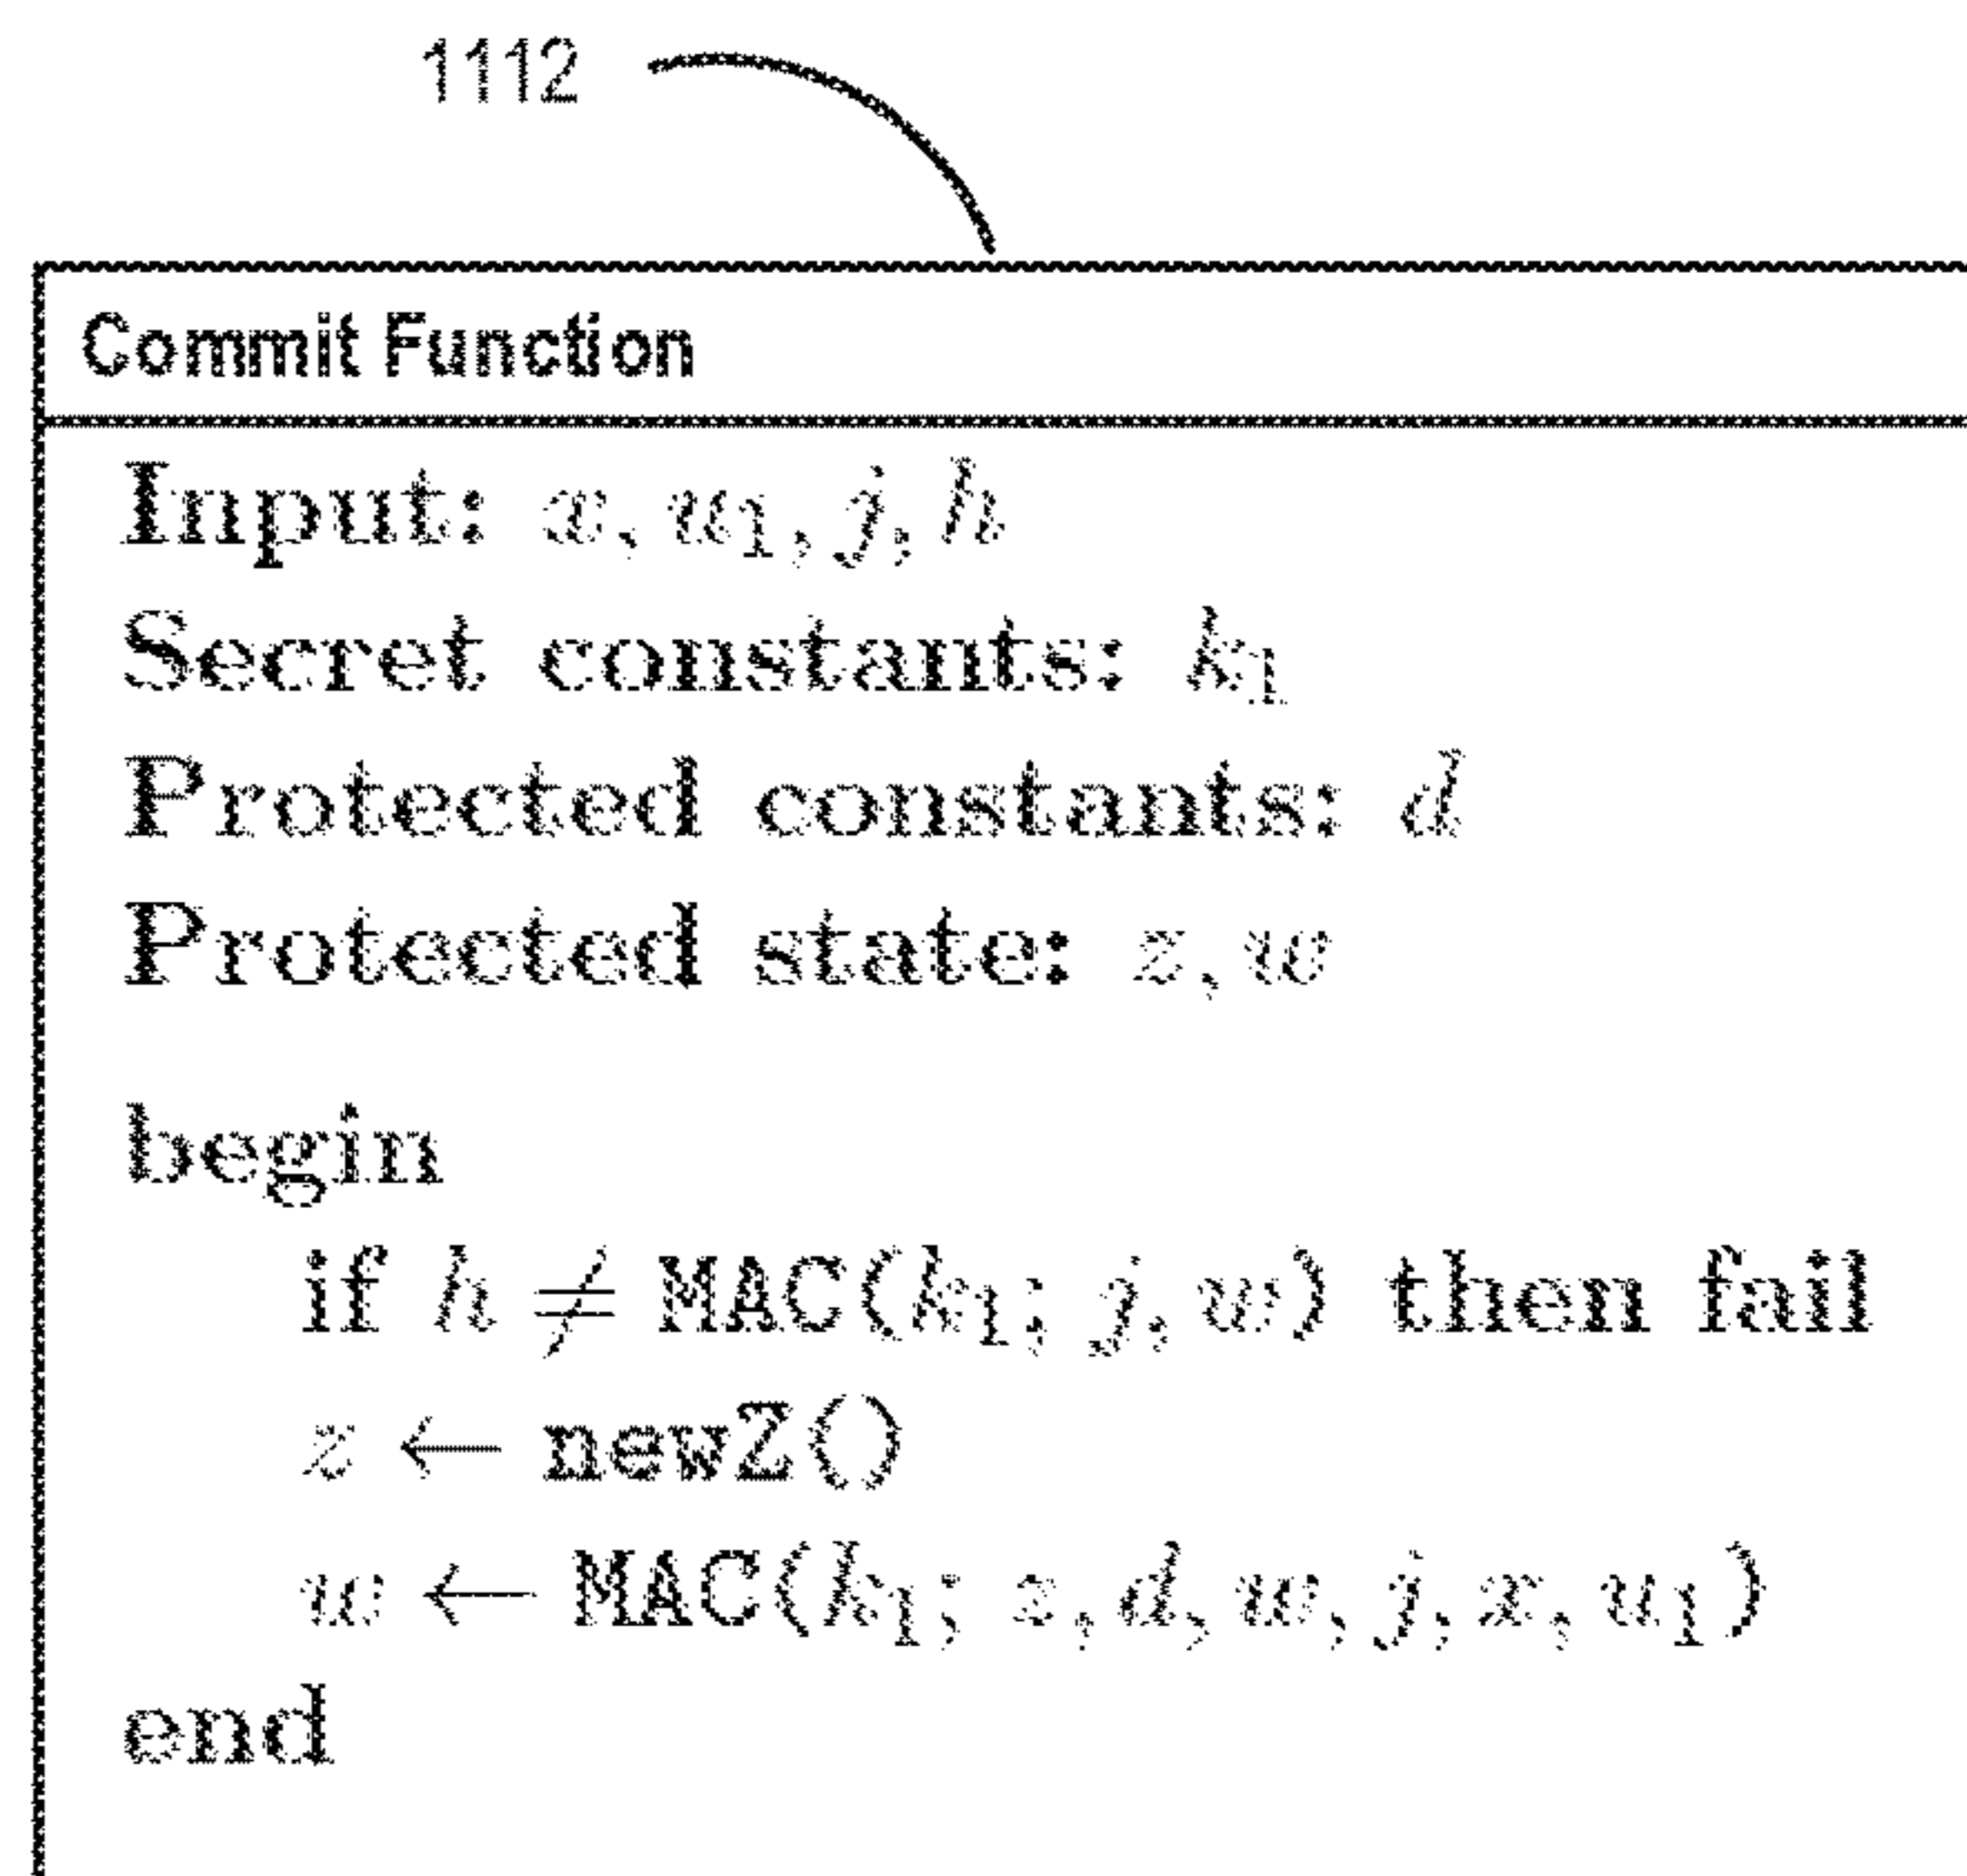 1112
Commit Function
Input: x, u₁, j, h
Secret constants: k₁
Protected constants: d
Protected state: z, w
begin
if h ≠ MAC(k₁; j, w) then fail
z ← newZ()
w ← MAC(k₁; z, d, w, j, x, u₁)
end